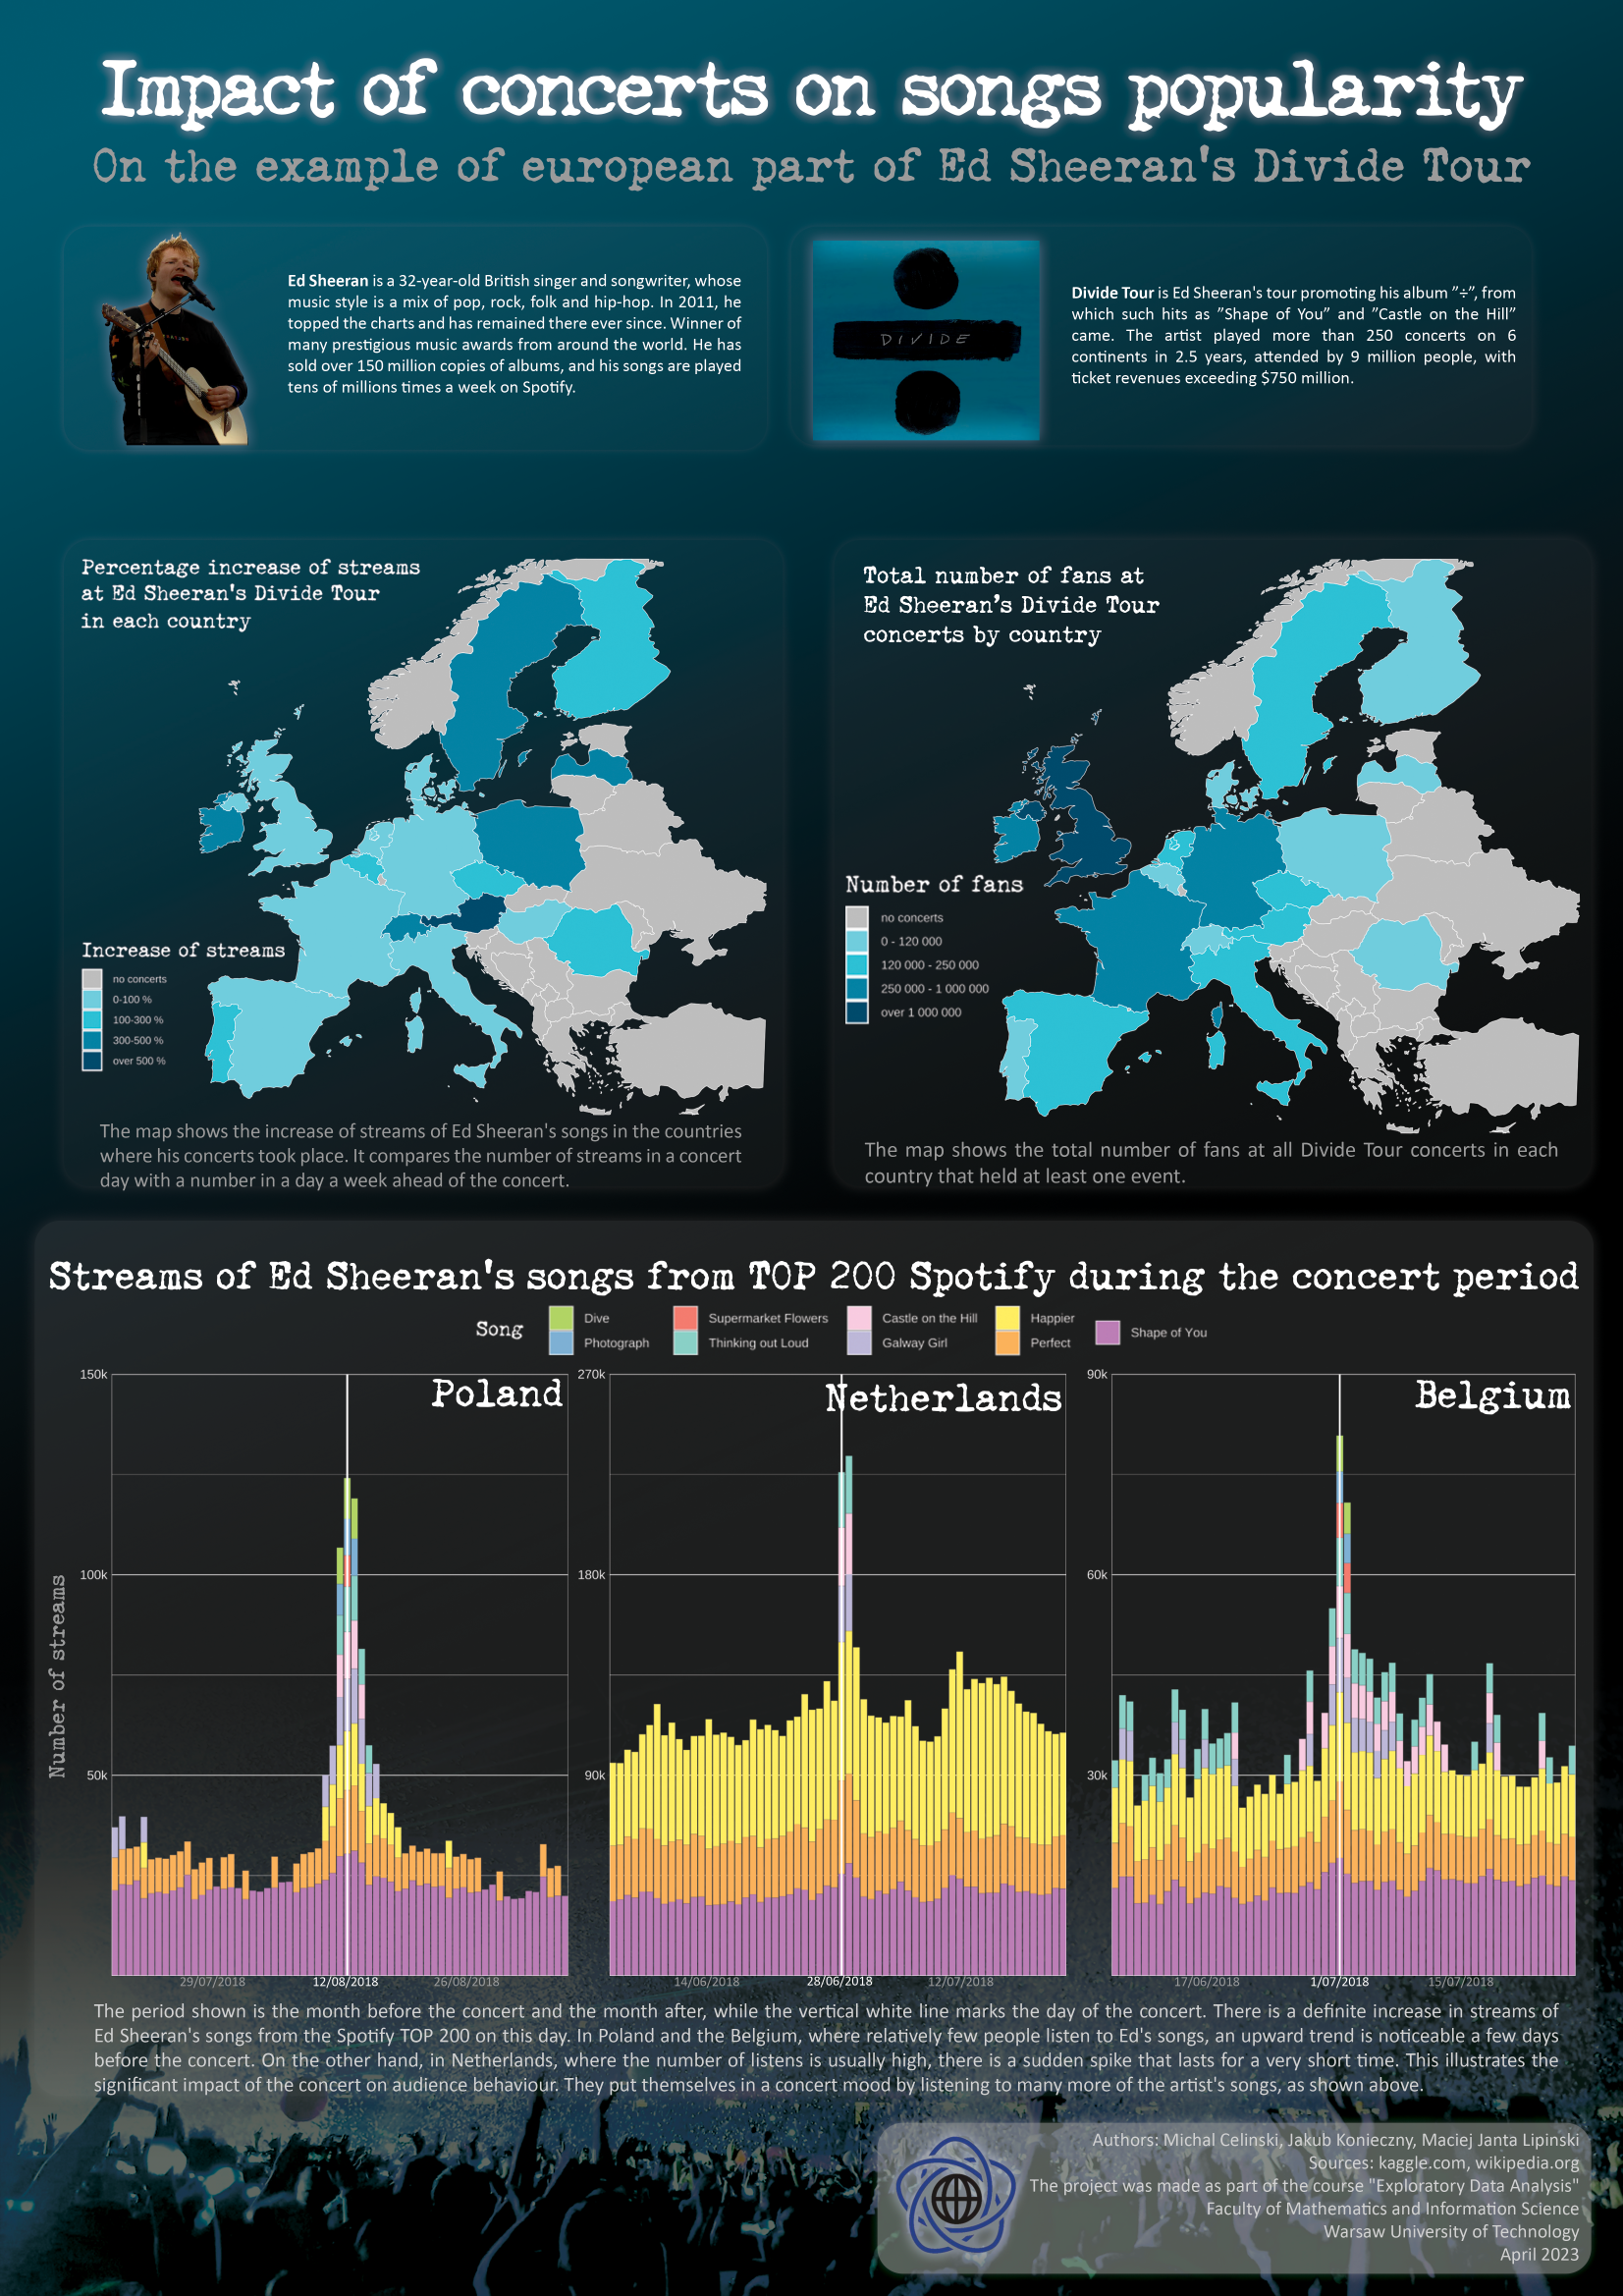 Impact of concerts on songs popularity
On the example of european part of Ed Sheeran's Divide Tour
Ed Sheeran is a 32-year-old British singer and songwriter, whose
music style is a mix of pop, rock, folk and hip-hop. In 2011, he
topped the charts and has remained there ever since. Winner of
many prestigious music awards from around the world. He has
sold over 150 million copies of albums, and his songs are played
tens of millions times a week on Spotify.
DIVIDE
Divide Tour is Ed Sheeran's tour promoting his album ”÷”, from
which such hits as ”Shape of You” and ”Castle on the Hill”
came. The artist played more than 250 concerts on 6
continents in 2.5 years, attended by 9 million people, with
ticket revenues exceeding $750 million.
Percentage increase of streams
at Ed Sheeran's Divide Tour
in each country
Increase of streams
no concerts
0-100 %
100-300 %
300-500 %
over 500 %
The map shows the increase of streams of Ed Sheeran's songs in the countries
where his concerts took place. It compares the number of streams in a concert
day with a number in a day a week ahead of the concert.
Total number of fans at
Ed Sheeran’s Divide Tour
concerts by country
Number of fans
no concerts
0 - 120 000
120 000 - 250 000
250 000 - 1 000 000
over 1 000 000
The map shows the total number of fans at all Divide Tour concerts in each
country that held at least one event.
Streams of Ed Sheeran's songs from TOP 200 Spotify during the concert period
Song
Dive
Photograph
Supermarket Flowers
Thinking out Loud
Castle on the Hill
Galway Girl
Happier
Perfect
Shape of You
Number of streams
Poland
150k
100k
50k
29/07/2018
12/08/2018
26/08/2018
Netherlands
270k
180k
90k
14/06/2018
28/06/2018
12/07/2018
Belgium
90k
60k
30k
17/06/2018
1/07/2018
15/07/2018
The period shown is the month before the concert and the month after, while the vertical white line marks the day of the concert. There is a definite increase in streams of
Ed Sheeran's songs from the Spotify TOP 200 on this day. In Poland and the Belgium, where relatively few people listen to Ed's songs, an upward trend is noticeable a few days
before the concert. On the other hand, in Netherlands, where the number of listens is usually high, there is a sudden spike that lasts for a very short time. This illustrates the
significant impact of the concert on audience behaviour. They put themselves in a concert mood by listening to many more of the artist's songs, as shown above.
Authors: Michal Celinski, Jakub Konieczny, Maciej Janta Lipinski
Sources: kaggle.com, wikipedia.org
The project was made as part of the course "Exploratory Data Analysis"
Faculty of Mathematics and Information Science
Warsaw University of Technology
April 2023